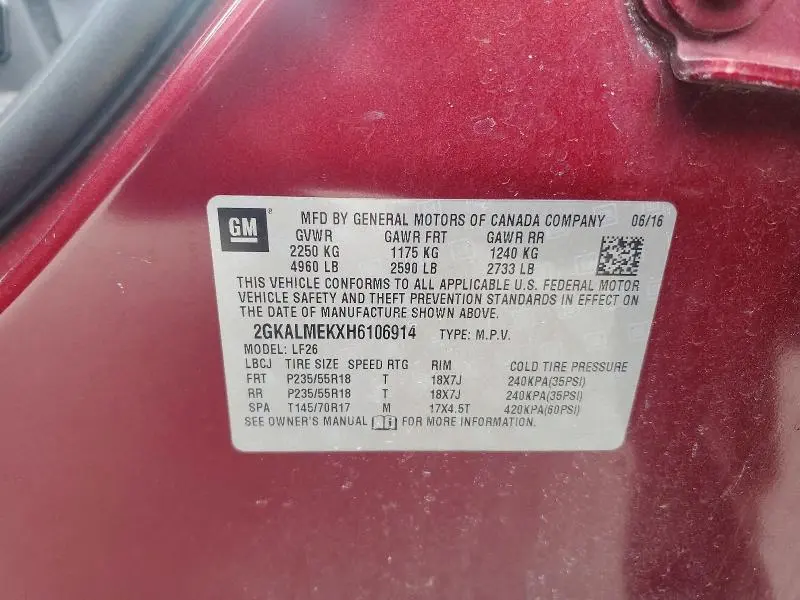 GM ® MFD BY GENERAL MOTORS OF CANADA COMPANY 06/16
GVWR GAWR FRT GAWR RR
2250 KG 1175 KG 1240 KG
4960 LB 2590 LB 2733 LB
THIS VEHICLE CONFORMS TO ALL APPLICABLE U.S. FEDERAL MOTOR
VEHICLE SAFETY AND THEFT PREVENTION STANDARDS IN EFFECT ON
THE DATE OF MANUFACTURE SHOWN ABOVE.
2GKALMEKXH6106914 TYPE: M.P.V.
MODEL: LF26
LBCJ TIRE SIZE SPEED RTG RIM COLD TIRE PRESSURE
FRT P235/55R18 T 18X7J 240KPA(35PSI)
RR P235/55R18 T 18X7J 240KPA(35PSI)
SPA T145/70R17 M 17X4.5T 420KPA(60PSI)
SEE OWNER'S MANUAL FOR MORE INFORMATION.